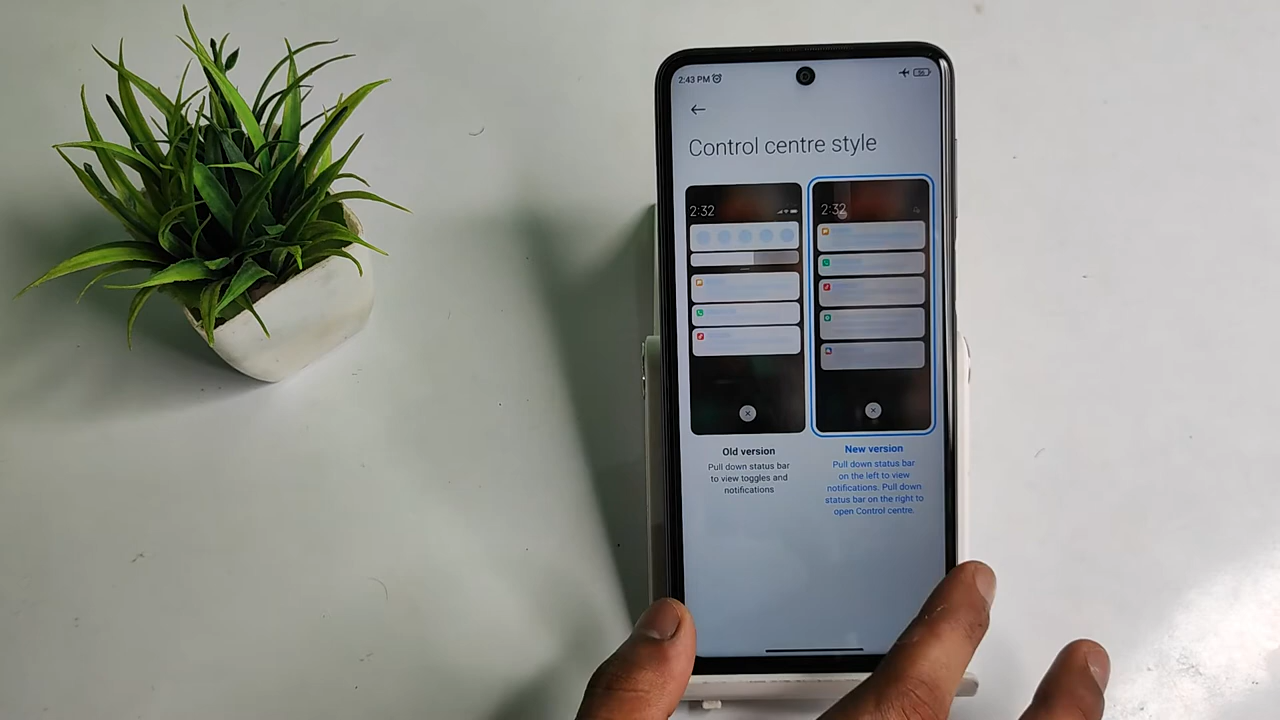 2:43 PM
56
Control centre style
2:32
2:32
Old version
Pull down status bar
to view toggles and
notifications
New version
Pull down status bar
on the left to view
notifications. Pull down
status bar on the right to
open Control centre.